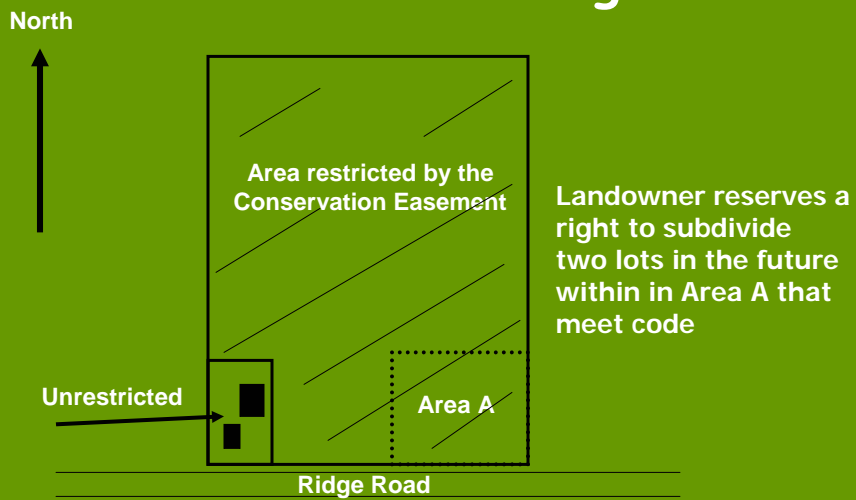 North
Area restricted by the
Conservation Easement
Landowner reserves a
right to subdivide
two lots in the future
within in Area A that
meet code
Unrestricted
Area A
Ridge Road